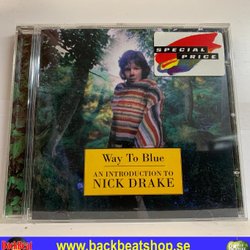 SPECIAL
PRICE
Way To Blue
AN INTRODUCTION TO
NICK DRAKE
www.backbeatshop.se